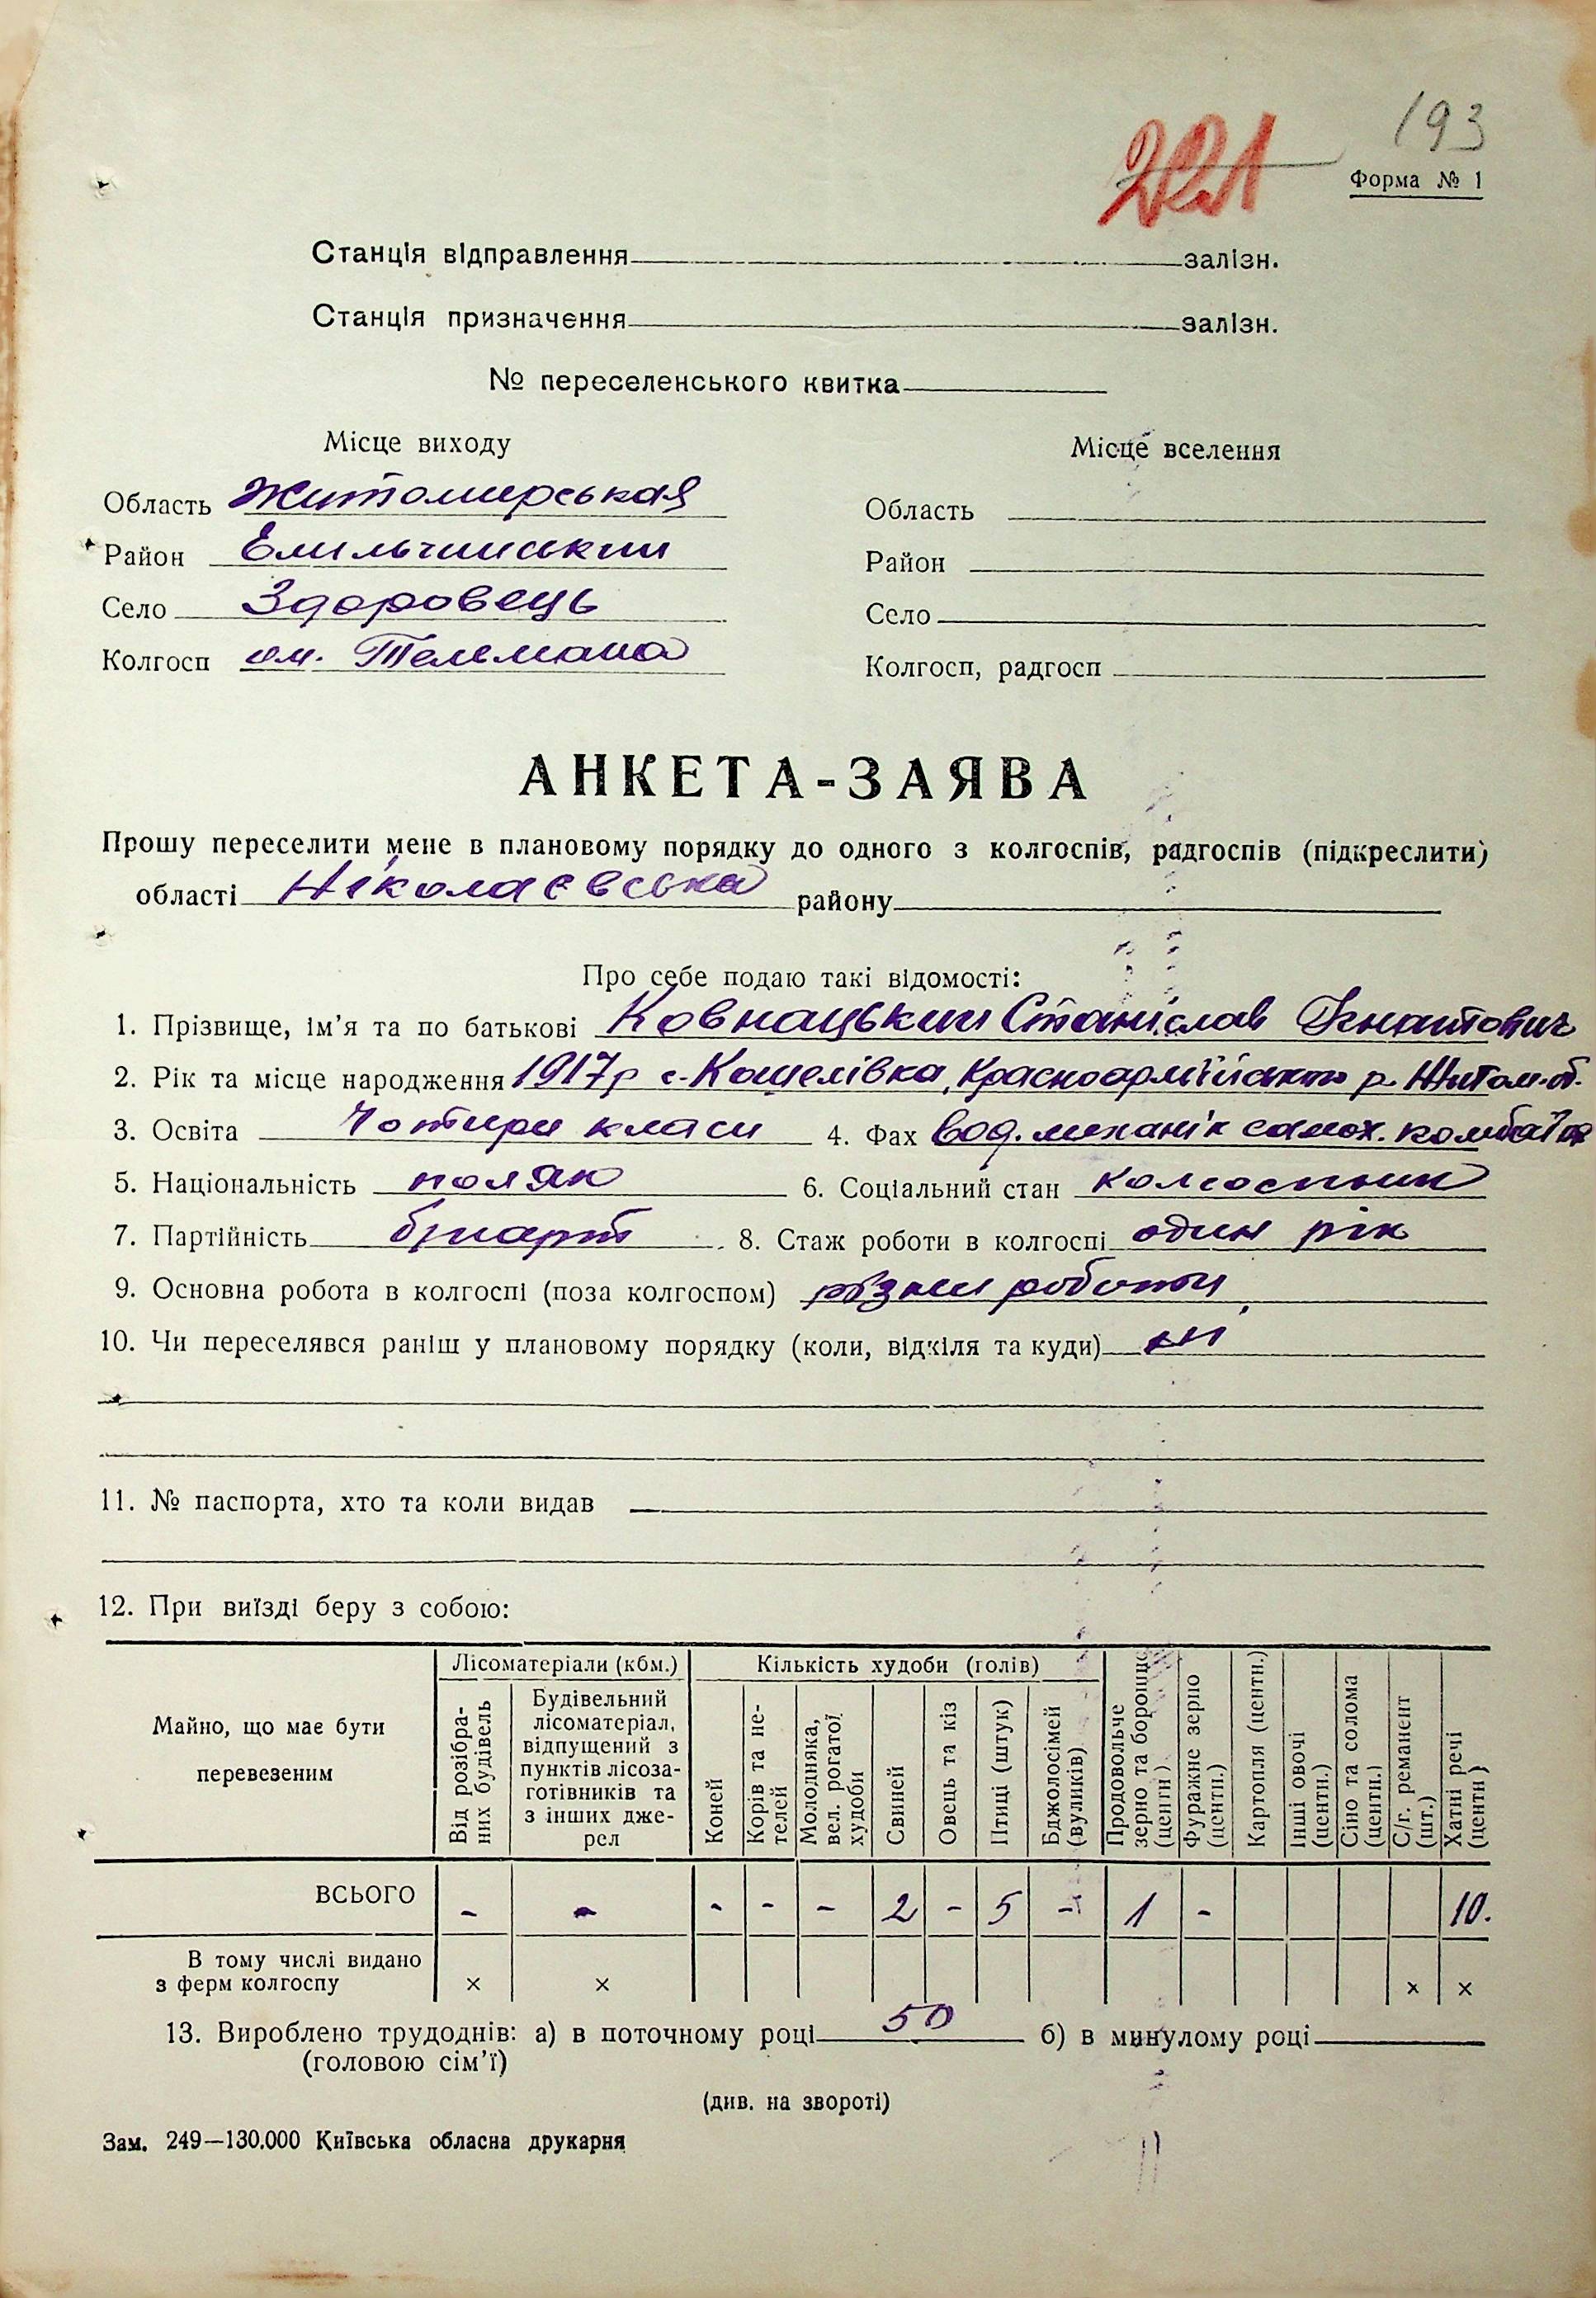 193
221
Форма № 1
Станція відправлення залізн.
Станція призначення залізн.
№ переселенського квитка
Місце виходу Місце вселення
Область Житомирськая Область
Район Емильчинський Район
Село Здоровець Село
Колгосп им. Тельмана Колгосп, радгосп
АНКЕТА-ЗАЯВА
Прошу переселити мене в плановому порядку до одного з колгоспів, радгоспів (підкреслити)
області Ніколаєвська району
Про себе подаю такі відомості:
1. Прізвище, ім’я та по батькові Ковнацький Станіслав Ігнатович
2. Рік та місце народження 1917р с. Кошелівка, Красноармійського р. Житом. об.
3. Освіта Чотири класи 4. Фах вод. механік самох. комбайна
5. Національність поляк 6. Соціальний стан колгоспник
7. Партійність бпарт 8. Стаж роботи в колгоспі один рік
9. Основна робота в колгоспі (поза колгоспом) різни роботи
10. Чи переселявся раніш у плановому порядку (коли, відкіля та куди) ні
11. № паспорта, хто та коли видав
12. При виїзді беру з собою:
Майно, що має бути перевезеним
Лісоматеріали (кбм.)
Від розібраних будівель
Будівельний лісоматеріал, відпущений з пунктів лісозаготівників та з інших джерел
Кількість худоби (голів)
Коней
Корів та нетелей
Молодняка, вел. рогатої худоби
Свиней
Овець та кіз
Птиці (штук)
Бджолосімей (вуликів)
Продовольче зерно та борошно (центн.)
Фуражне зерно (центн.)
Картопля (центн.)
Інші овочі (центн.)
Сіно та солома (центн.)
С/г. реманент (шт.)
Хатні речі (центн)
ВСЬОГО - - - - - 2 - 5 - 1 - 10.
В тому числі видано
з ферм колгоспу × × × ×
13. Вироблено трудоднів: а) в поточному році 50 б) в минулому році
(головою сім’ї)
(див. на звороті)
Зам. 249—130.000 Київська обласна друкарня